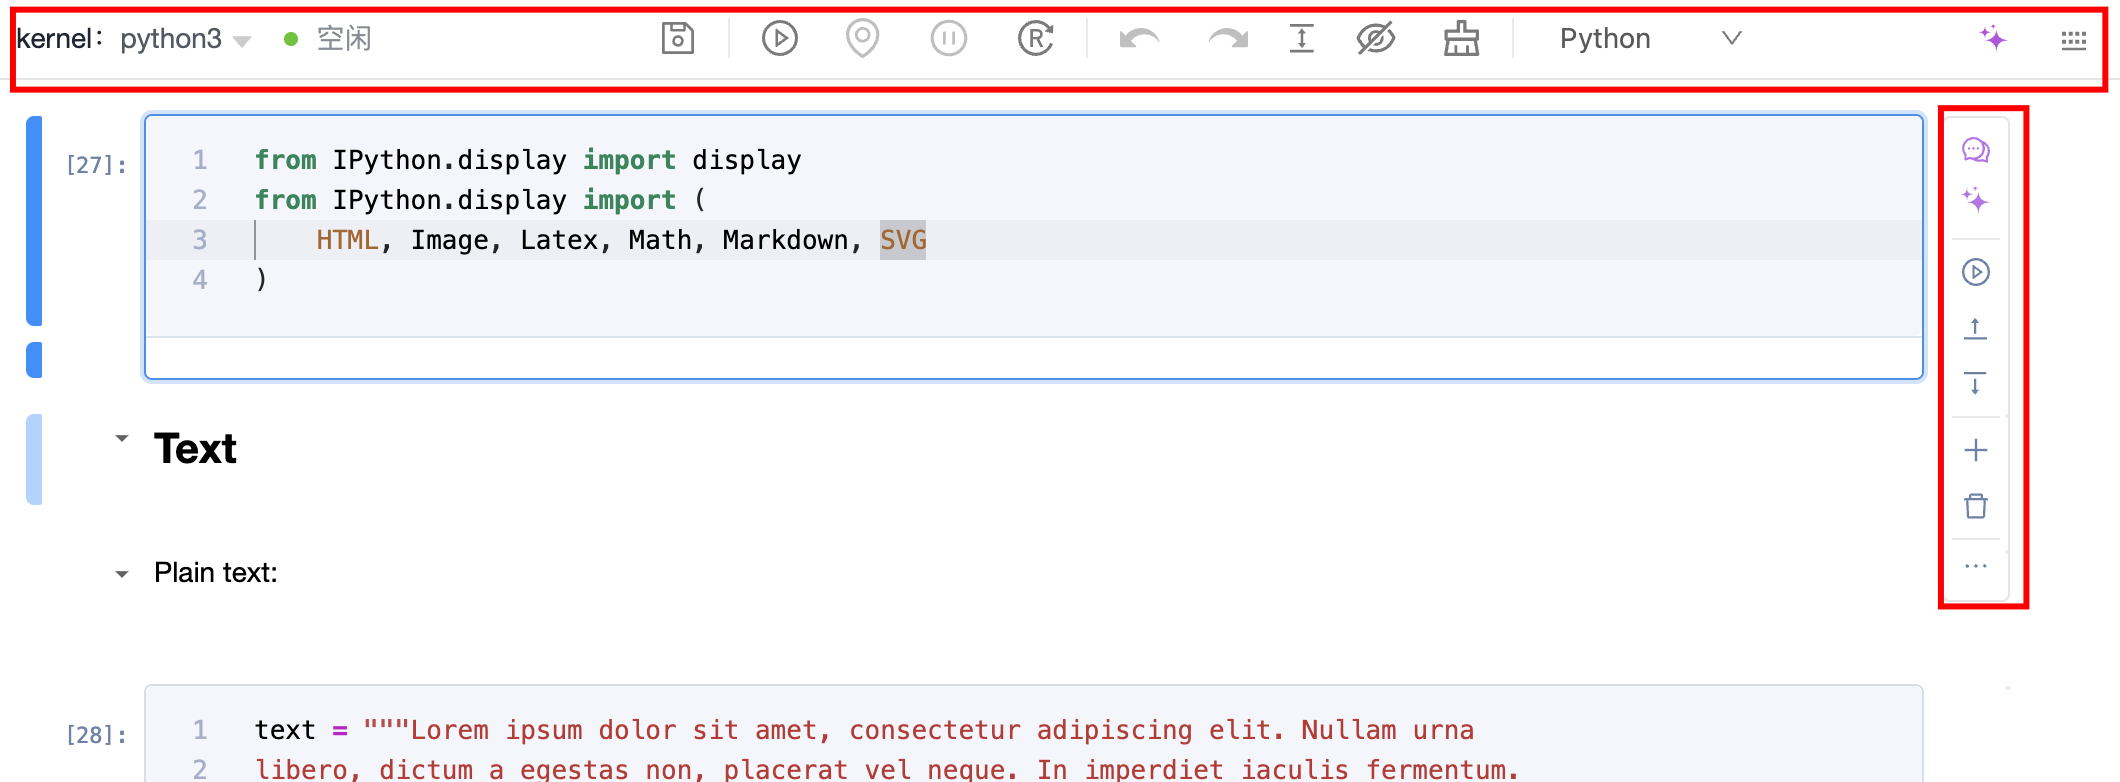 kernel： python3 空闲 R Python
[27]:
1 from IPython.display import display
2 from IPython.display import (
3     HTML, Image, Latex, Math, Markdown, SVG
4 )
Text
Plain text:
[28]:
1 text = """Lorem ipsum dolor sit amet, consectetur adipiscing elit. Nullam urna
2 libero, dictum a egestas non, placerat vel neque. In imperdiet iaculis fermentum.